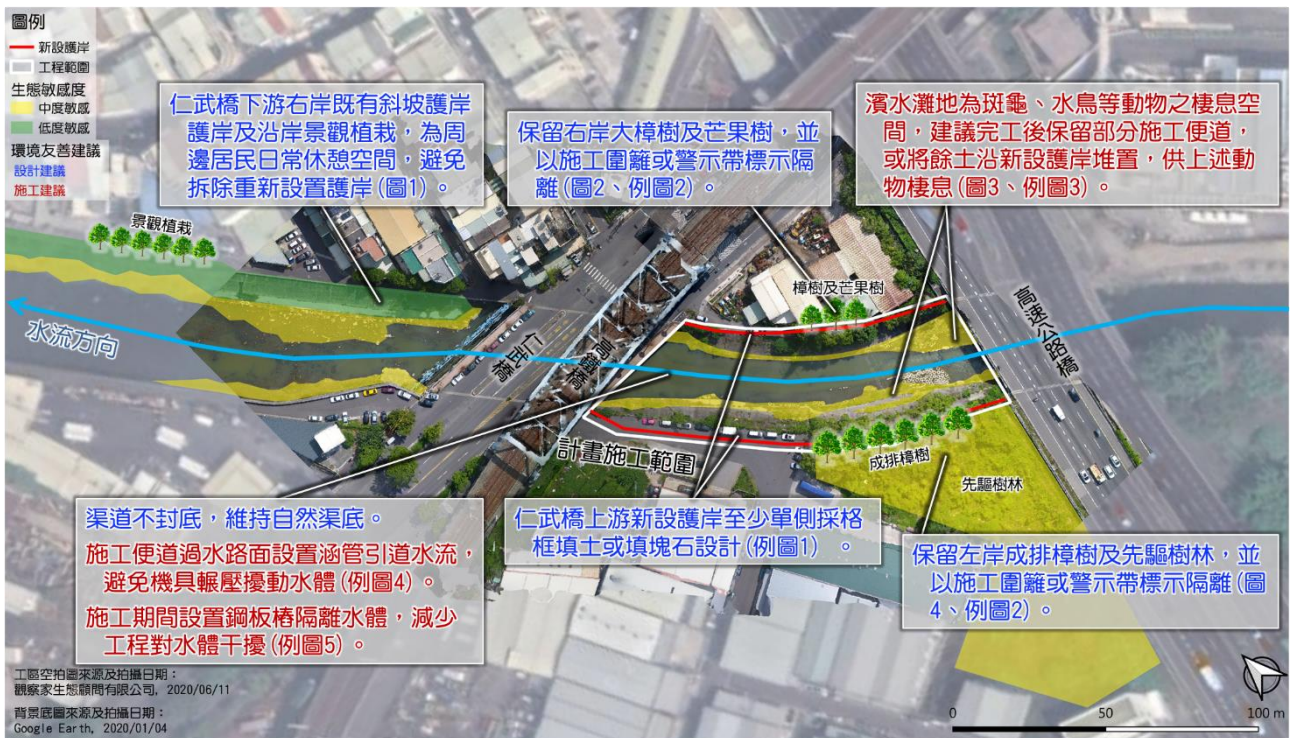 圖例
新設護岸
工程範圍
生態敏感度
中度敏感
低度敏感
環境友善建議
設計建議
施工建議
仁武橋下游右岸既有斜坡護岸
護岸及沿岸景觀植栽，為周
邊居民日常休憩空間，避免
拆除重新設置護岸(圖1)。
保留右岸大樟樹及芒果樹，並
以施工圍籬或警示帶標示隔
離(圖2、例圖2)。
濱水灘地為斑龜、水鳥等動物之棲息空
間，建議完工後保留部分施工便道，
或將餘土沿新設護岸堆置，供上述動
物棲息(圖3、例圖3)。
景觀植栽
水流方向
仁武橋
高鐵橋
樟樹及芒果樹
高速公路橋
計畫施工範圍
成排樟樹
先驅樹林
渠道不封底，維持自然渠底。
施工便道過水路面設置涵管引道水流，
避免機具輾壓擾動水體(例圖4)。
施工期間設置鋼板樁隔離水體，減少
工程對水體干擾(例圖5)。
仁武橋上游新設護岸至少單側採格
框填土或填塊石設計(例圖1)。
保留左岸成排樟樹及先驅樹林，並
以施工圍籬或警示帶標示隔離(圖
4、例圖2)。
工區空拍圖來源及拍攝日期：
觀察家生態顧問有限公司, 2020/06/11
背景底圖來源及拍攝日期：
Google Earth, 2020/01/04
0 50 100 m